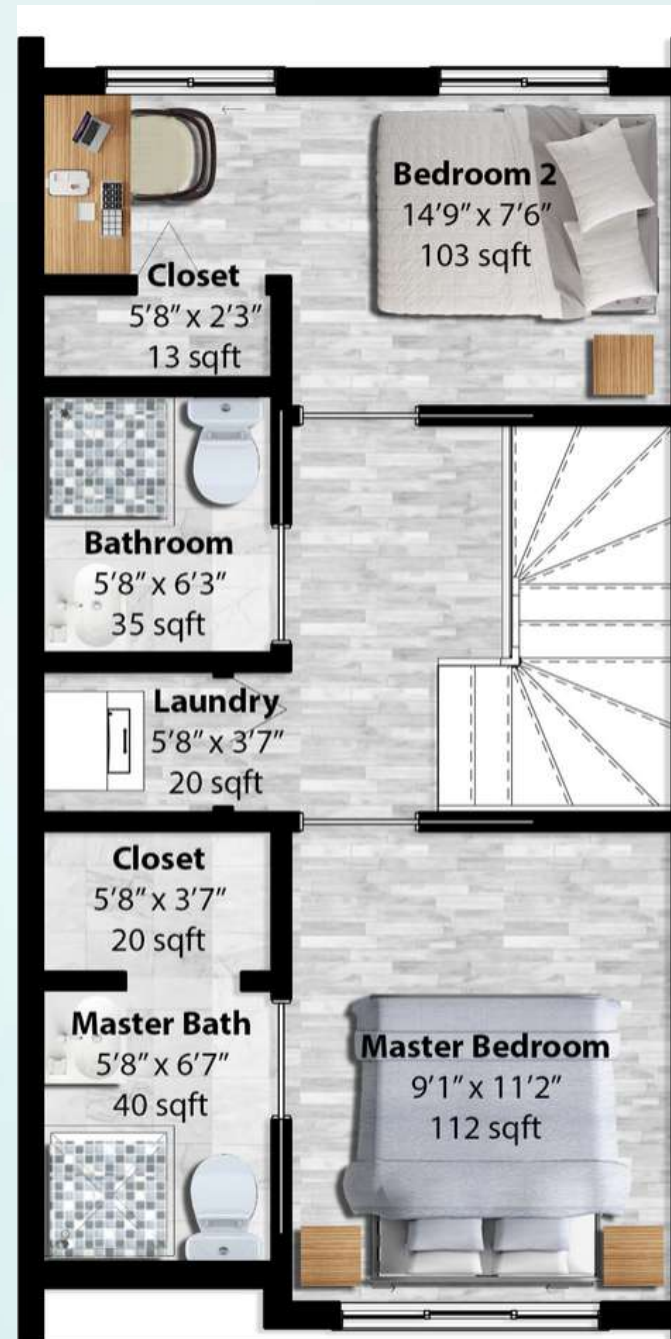 Bedroom 2
14'9" x 7'6"
103 sqft
Closet
5'8" x 2'3"
13 sqft
Bathroom
5'8" x 6'3"
35 sqft
Laundry
5'8" x 3'7"
20 sqft
Closet
5'8" x 3'7"
20 sqft
Master Bath
5'8" x 6'7"
40 sqft
Master Bedroom
9'1" x 11'2"
112 sqft